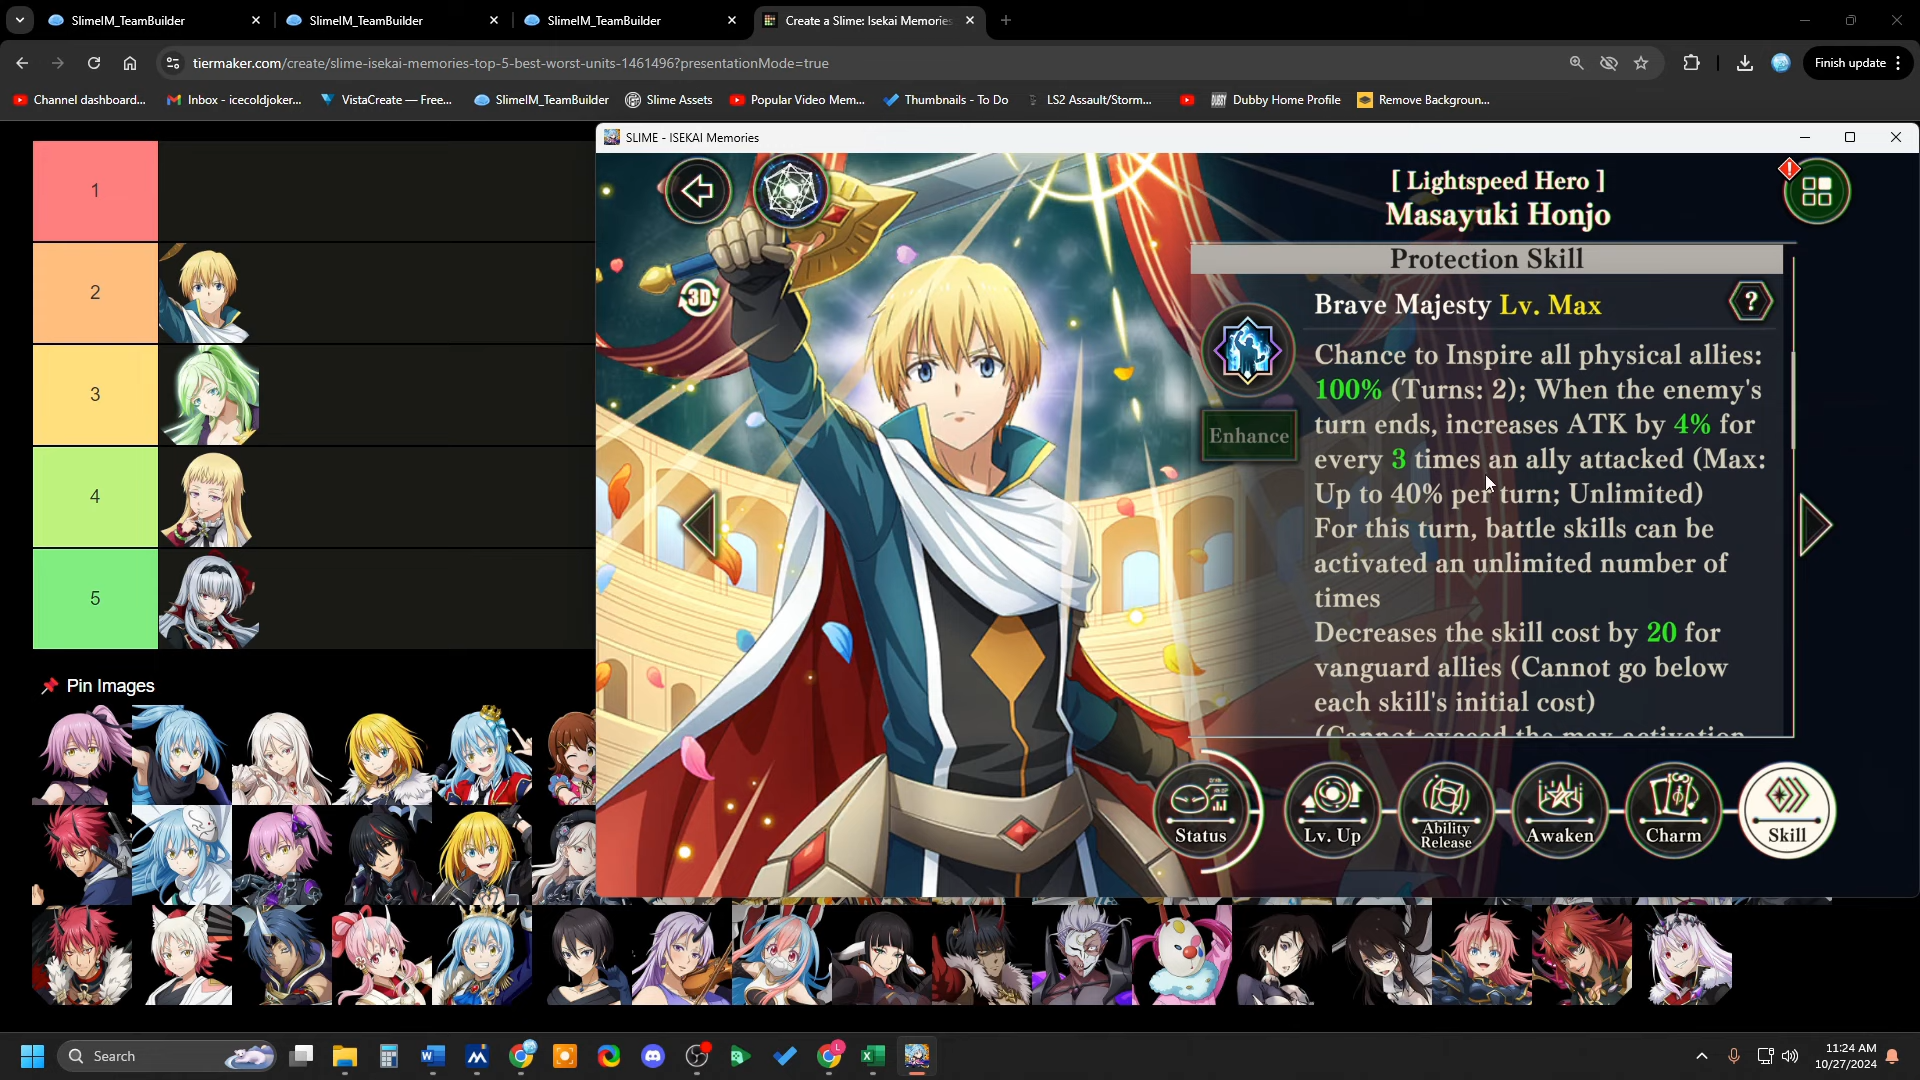 SlimeIM_TeamBuilder
SlimeIM_TeamBuilder
SlimeIM_TeamBuilder
Create a Slime: Isekai Memories
tiermaker.com/create/slime-isekai-memories-top-5-best-worst-units-1461496?presentationMode=true
Finish update
Channel dashboard...
Inbox - icecoldjoker...
VistaCreate — Free...
SlimeIM_TeamBuilder
Slime Assets
Popular Video Mem...
Thumbnails - To Do
LS2 Assault/Storm...
Dubby Home Profile
Remove Backgroun...
SLIME - ISEKAI Memories
1
2
3
4
5
Pin Images
3D
[ Lightspeed Hero ]
Masayuki Honjo
Protection Skill
Brave Majesty Lv. Max
?
Enhance
Chance to Inspire all physical allies:
100% (Turns: 2); When the enemy's
turn ends, increases ATK by 4% for
every 3 times an ally attacked (Max:
Up to 40% per turn; Unlimited)
For this turn, battle skills can be
activated an unlimited number of
times
Decreases the skill cost by 20 for
vanguard allies (Cannot go below
each skill's initial cost)
(Cannot exceed the max activation
Status
Lv. Up
Ability
Release
Awaken
Charm
Skill
Search
11:24 AM
10/27/2024